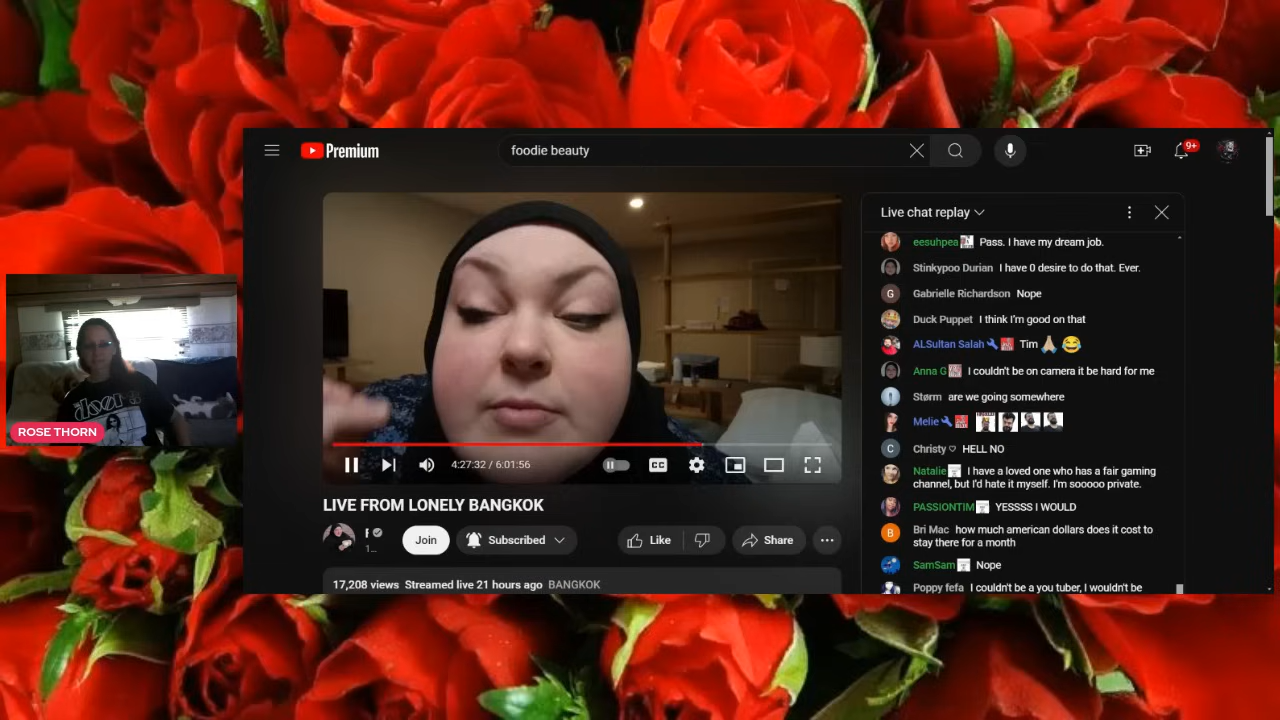 Premium
foodie beauty
9+
Live chat replay
eesuhpea Pass. I have my dream job.
Stinkypoo Durian I have 0 desire to do that. Ever.
G Gabrielle Richardson Nope
Duck Puppet I think I'm good on that
ALSultan Salah Tim
Anna G I couldn't be on camera it be hard for me
Størm are we going somewhere
Melie
C Christy ♡ HELL NO
Natalie I have a loved one who has a fair gaming
channel, but I'd hate it myself. I'm sooooo private.
PASSIONTIM YESSSS I WOULD
B Bri Mac how much american dollars does it cost to
stay there for a month
SamSam Nope
Poppy fefa I couldn't be a you tuber, I wouldn't be
ROSE THORN
4:27:32 / 6:01:56
CC
LIVE FROM LONELY BANGKOK
Join
Subscribed
Like
Share
17,208 views Streamed live 21 hours ago BANGKOK